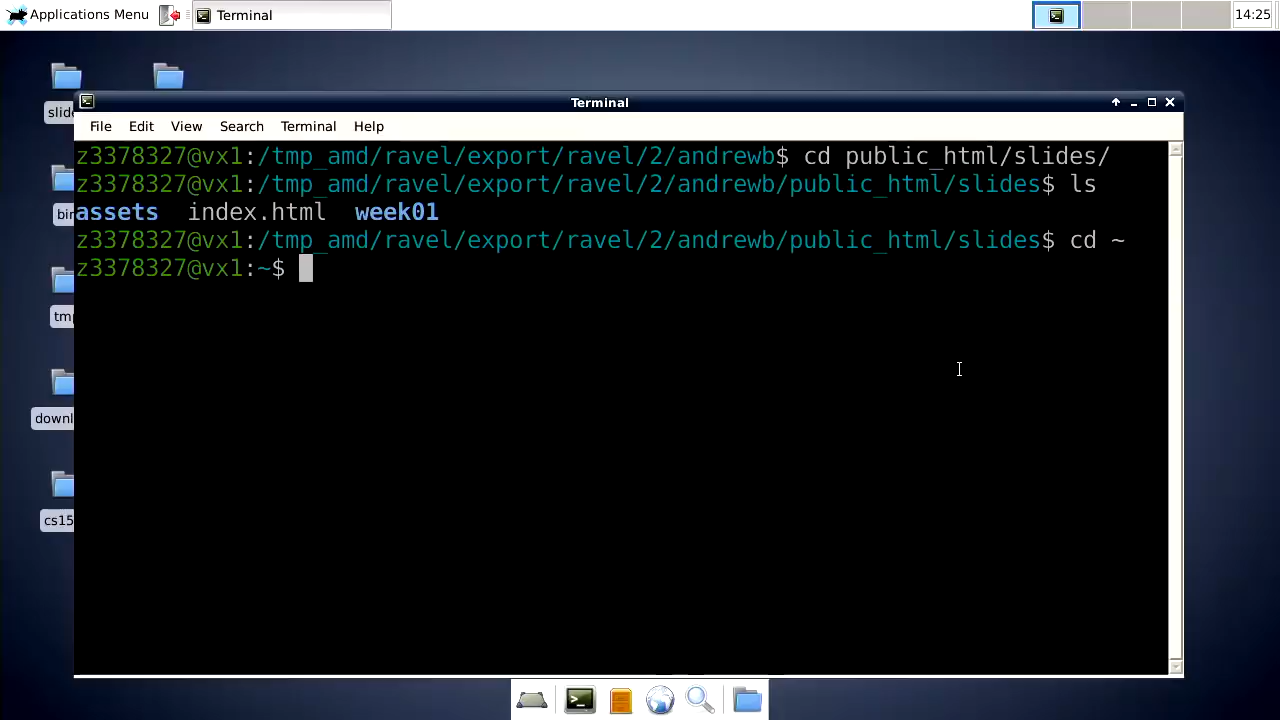 Applications Menu
Terminal
14:25
slide
Terminal
File Edit View Search Terminal Help
z3378327@vx1:/tmp_amd/ravel/export/ravel/2/andrewb$ cd public_html/slides/
z3378327@vx1:/tmp_amd/ravel/export/ravel/2/andrewb/public_html/slides$ ls
assets index.html week01
z3378327@vx1:/tmp_amd/ravel/export/ravel/2/andrewb/public_html/slides$ cd ~
z3378327@vx1:~$
bin
tmp
downl
cs15